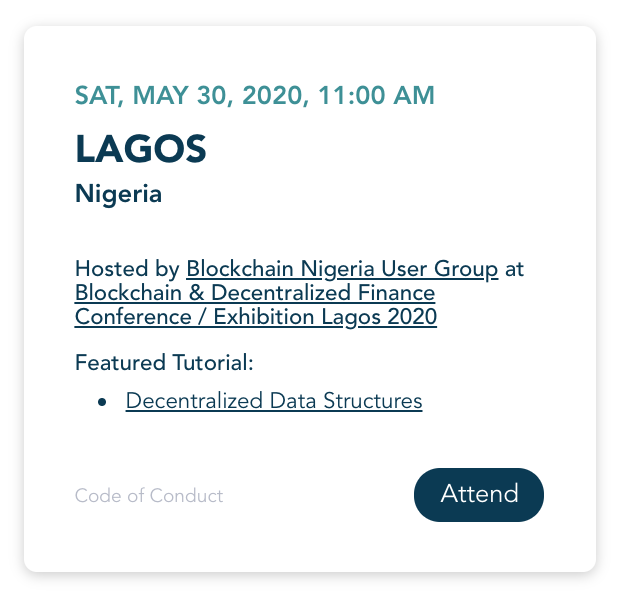 SAT, MAY 30, 2020, 11:00 AM
LAGOS
Nigeria
Hosted by Blockchain Nigeria User Group at
Blockchain & Decentralized Finance
Conference / Exhibition Lagos 2020
Featured Tutorial:
• Decentralized Data Structures
Code of Conduct
Attend